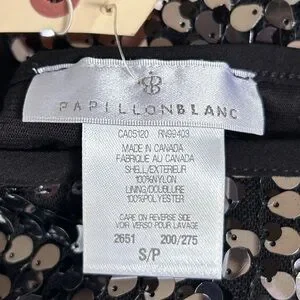 PAPILLONBLANC
CA05120 RN99403
MADE IN CANADA
FABRIQUE AU CANADA
SHELL/EXTERIEUR
100%NYLON
LINING/DOUBLURE
100%POLYESTER
CARE ON REVERSE SIDE
VOIR VERSO POUR LAVAGE
2651 200/275
S/P